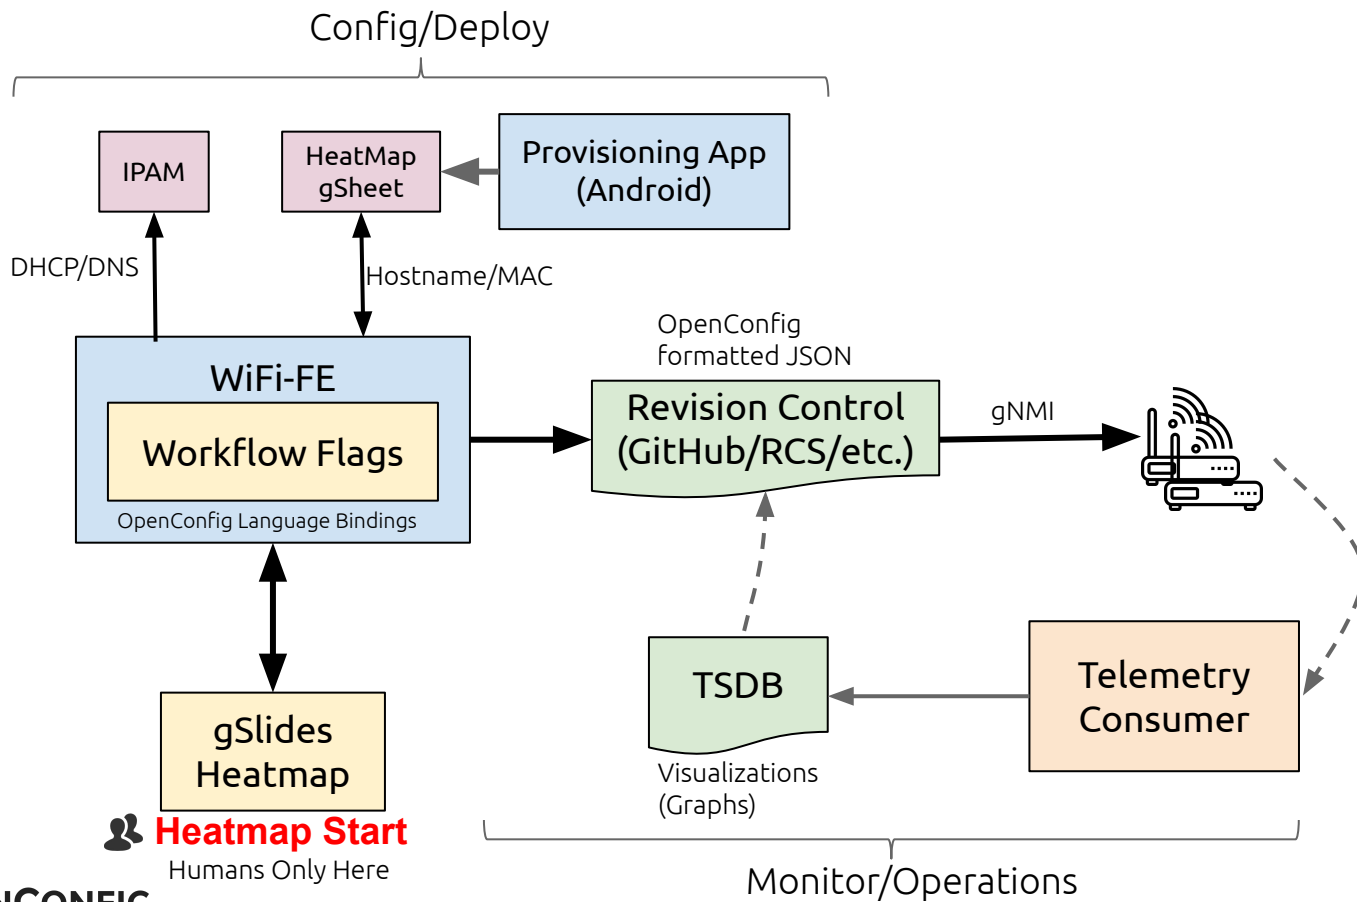 Config/Deploy
IPAM
HeatMap
gSheet
Provisioning App
(Android)
DHCP/DNS
Hostname/MAC
WiFi-FE
Workflow Flags
OpenConfig Language Bindings
OpenConfig
formatted JSON
Revision Control
(GitHub/RCS/etc.)
gNMI
gSlides
Heatmap
Heatmap Start
Humans Only Here
TSDB
Visualizations
(Graphs)
Telemetry
Consumer
Monitor/Operations